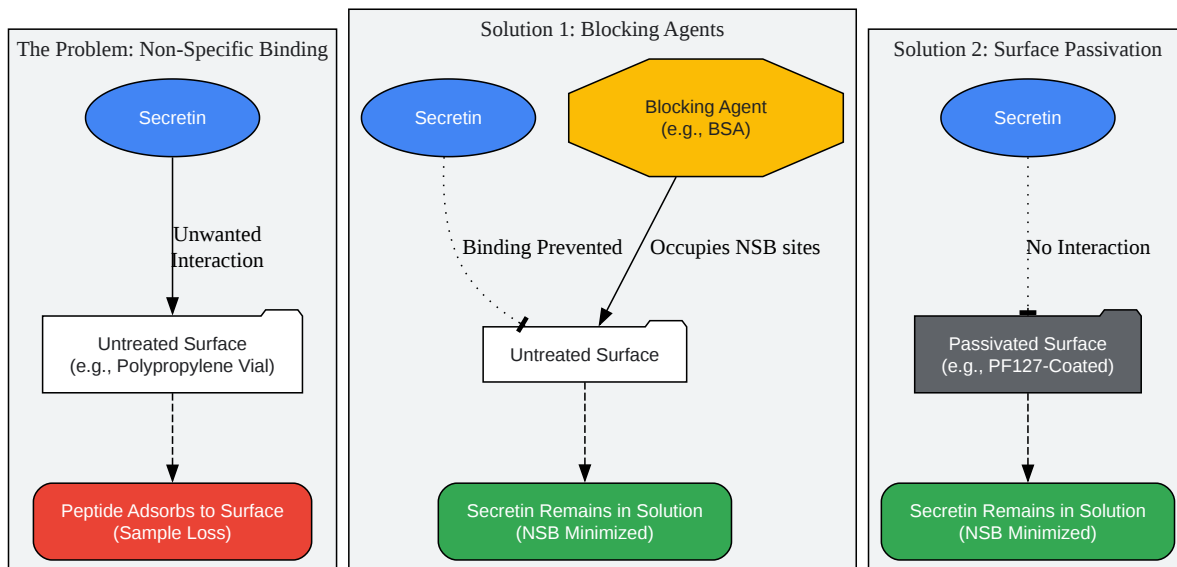 The Problem: Non-Specific Binding
Secretin
Unwanted
Interaction
Untreated Surface
(e.g., Polypropylene Vial)
Peptide Adsorbs to Surface
(Sample Loss)
Solution 1: Blocking Agents
Secretin
Blocking Agent
(e.g., BSA)
Binding Prevented
Occupies NSB sites
Untreated Surface
Secretin Remains in Solution
(NSB Minimized)
Solution 2: Surface Passivation
Secretin
No Interaction
Passivated Surface
(e.g., PF127-Coated)
Secretin Remains in Solution
(NSB Minimized)